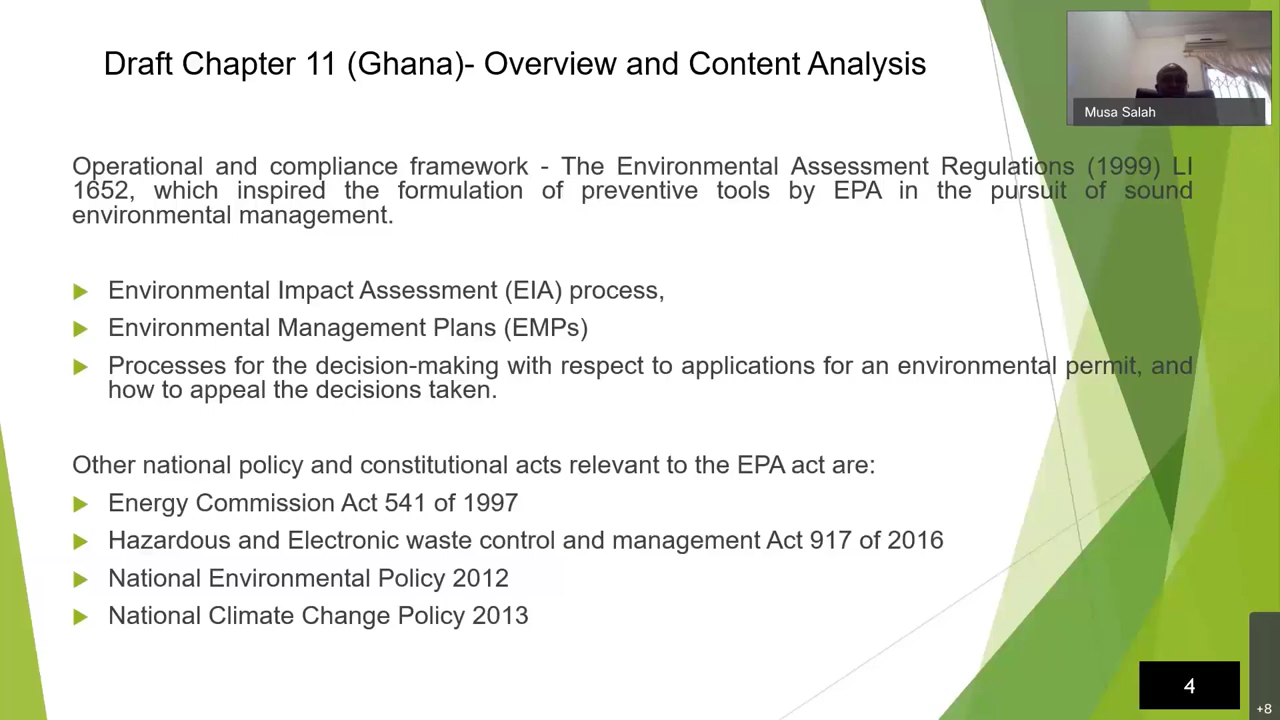 Draft Chapter 11 (Ghana)- Overview and Content Analysis
Musa Salah
Operational and compliance framework - The Environmental Assessment Regulations (1999) LI
1652, which inspired the formulation of preventive tools by EPA in the pursuit of sound
environmental management.
Environmental Impact Assessment (EIA) process,
Environmental Management Plans (EMPs)
Processes for the decision-making with respect to applications for an environmental permit, and
how to appeal the decisions taken.
Other national policy and constitutional acts relevant to the EPA act are:
Energy Commission Act 541 of 1997
Hazardous and Electronic waste control and management Act 917 of 2016
National Environmental Policy 2012
National Climate Change Policy 2013
4
+8